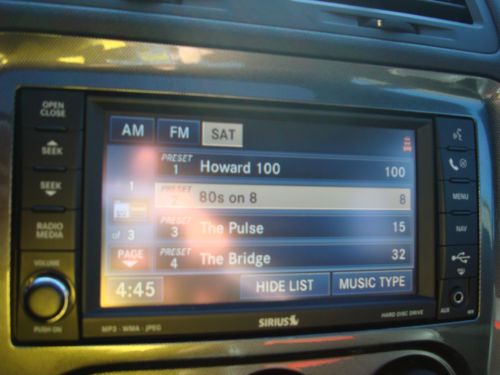 OPEN
CLOSE
SEEK
SEEK
RADIO
MEDIA
VOLUME
PUSH ON
AM FM SAT
PRESET
1 Howard 100 100
PRESET
2 80s on 8 8
PRESET
3 The Pulse 15
PRESET
4 The Bridge 32
1
of 3
PAGE
4:45
HIDE LIST
MUSIC TYPE
MENU
NAV
AUX
MP3 - WMA - JPEG
SIRIUS
HARD DISC DRIVE